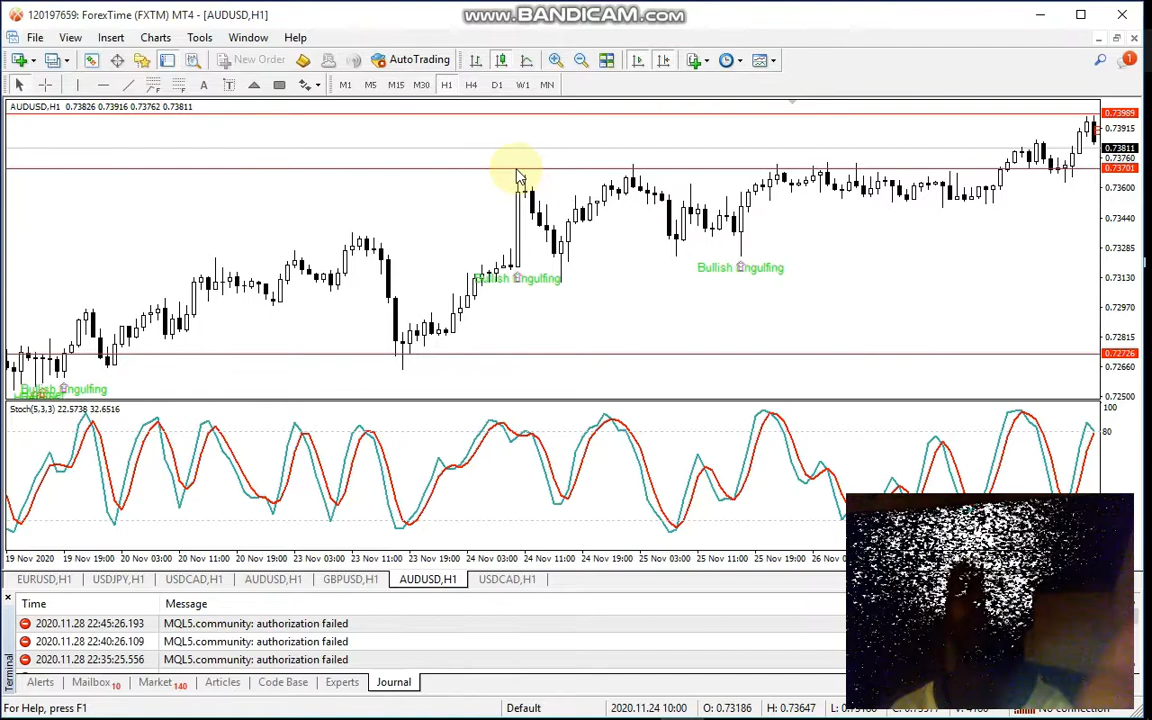 120197659: ForexTime (FXTM) MT4 - [AUDUSD,H1]
www.BANDICAM.com
File View Insert Charts Tools Window Help
New Order AutoTrading 1
A T M1 M5 M15 M30 H1 H4 D1 W1 MN
AUDUSD,H1 0.73826 0.73916 0.73762 0.73811
0.73989
0.73915
0.73811
0.73760
0.73701
0.73600
0.73440
0.73285
0.73130
0.72970
0.72815
0.72726
0.72660
0.72500
Bullish Engulfing
Bullish Engulfing
Bullish Engulfing
Stoch(5,3,3) 22.5738 32.6516
100
80
19 Nov 2020 19 Nov 19:00 20 Nov 03:00 20 Nov 11:00 20 Nov 19:00 23 Nov 03:00 23 Nov 11:00 23 Nov 19:00 24 Nov 03:00 24 Nov 11:00 24 Nov 19:00 25 Nov 03:00 25 Nov 11:00 25 Nov 19:00 26 Nov
EURUSD,H1 USDJPY,H1 USDCAD,H1 AUDUSD,H1 GBPUSD,H1 AUDUSD,H1 USDCAD,H1
Time Message
2020.11.28 22:45:26.193 MQL5.community: authorization failed
2020.11.28 22:40:26.109 MQL5.community: authorization failed
2020.11.28 22:35:25.556 MQL5.community: authorization failed
Terminal
Alerts Mailbox 10 Market 140 Articles Code Base Experts Journal
For Help, press F1 Default 2020.11.24 10:00 O: 0.73186 H: 0.73647